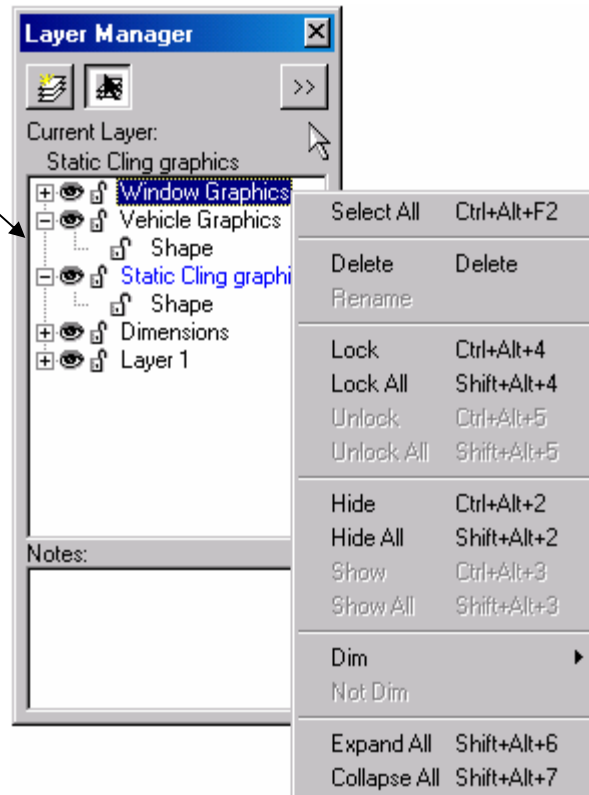 Layer Manager
>>
Current Layer:
Static Cling graphics
Window Graphics
Vehicle Graphics
Shape
Static Cling graphi
Shape
Dimensions
Layer 1
Notes:
Select All Ctrl+Alt+F2
Delete Delete
Rename
Lock Ctrl+Alt+4
Lock All Shift+Alt+4
Unlock Ctrl+Alt+5
Unlock All Shift+Alt+5
Hide Ctrl+Alt+2
Hide All Shift+Alt+2
Show Ctrl+Alt+3
Show All Shift+Alt+3
Dim
Not Dim
Expand All Shift+Alt+6
Collapse All Shift+Alt+7